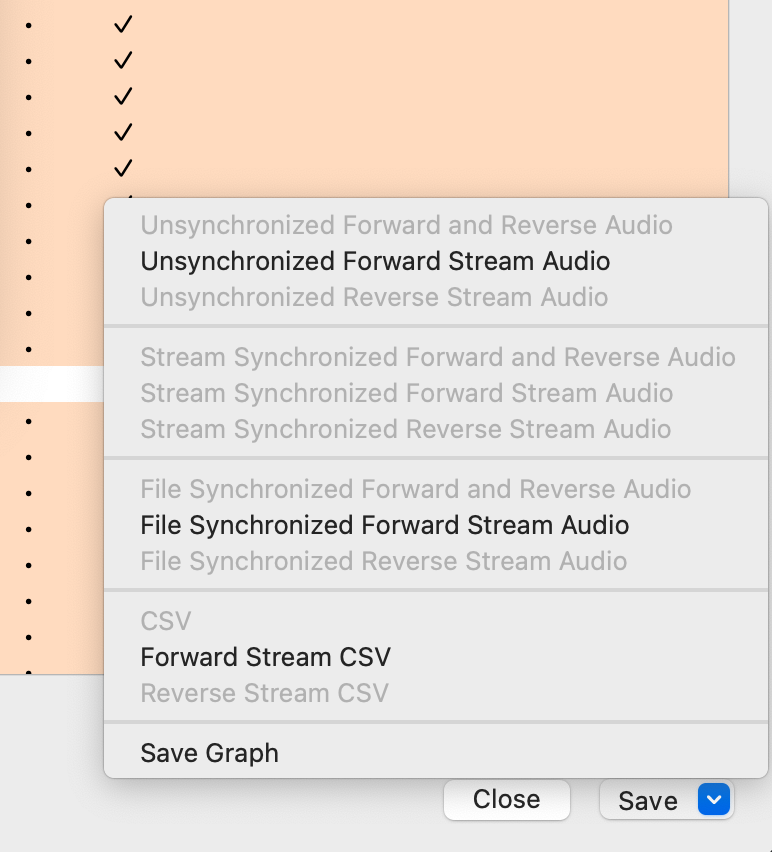 Unsynchronized Forward and Reverse Audio
Unsynchronized Forward Stream Audio
Unsynchronized Reverse Stream Audio
Stream Synchronized Forward and Reverse Audio
Stream Synchronized Forward Stream Audio
Stream Synchronized Reverse Stream Audio
File Synchronized Forward and Reverse Audio
File Synchronized Forward Stream Audio
File Synchronized Reverse Stream Audio
CSV
Forward Stream CSV
Reverse Stream CSV
Save Graph
Close Save